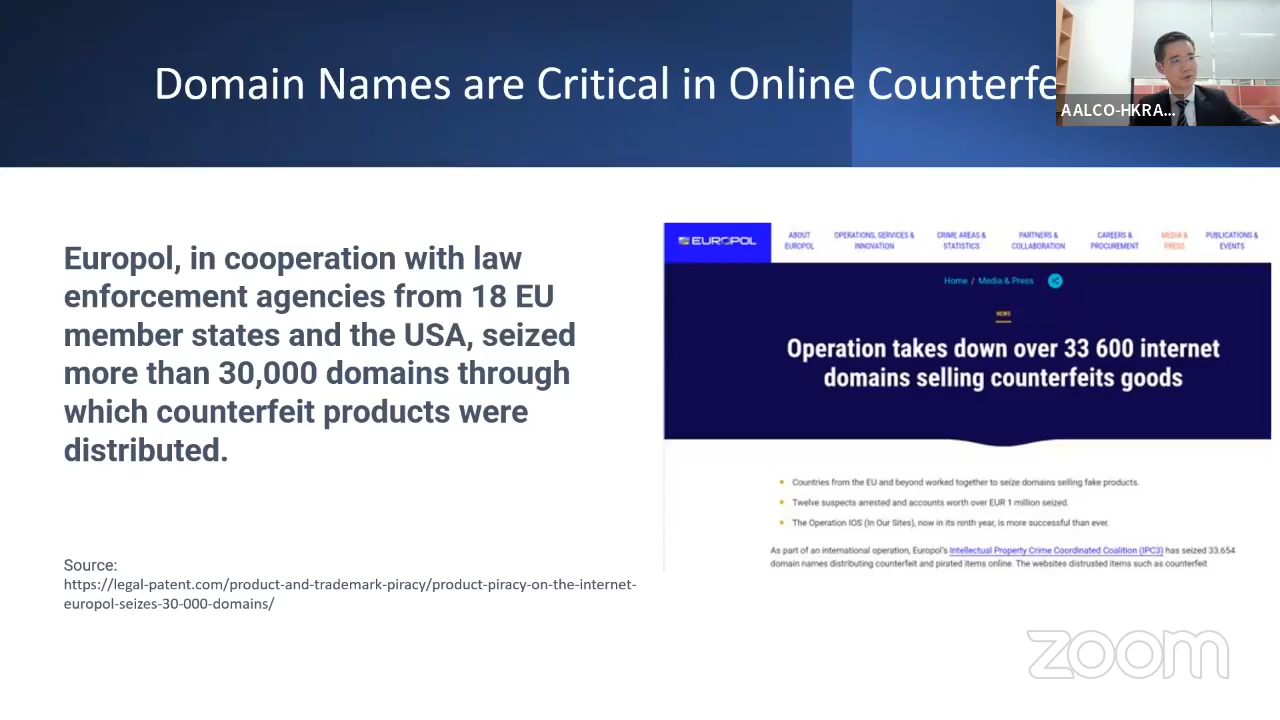 Domain Names are Critical in Online Counterfe
AALCO-HKRA...
Europol, in cooperation with law
enforcement agencies from 18 EU
member states and the USA, seized
more than 30,000 domains through
which counterfeit products were
distributed.
Source:
https://legal-patent.com/product-and-trademark-piracy/product-piracy-on-the-internet-
europol-seizes-30-000-domains/
EUROPOL
ABOUT
EUROPOL
OPERATIONS, SERVICES &
INNOVATION
CRIME AREAS &
STATISTICS
PARTNERS &
COLLABORATION
CAREERS &
PROCUREMENT
MEDIA &
PRESS
PUBLICATIONS &
EVENTS
Home / Media & Press
NEWS
Operation takes down over 33 600 internet
domains selling counterfeits goods
Countries from the EU and beyond worked together to seize domains selling fake products.
Twelve suspects arrested and accounts worth over EUR 1 million seized.
The Operation IOS (In Our Sites), now in its ninth year, is more successful than ever.
As part of an international operation, Europol's Intellectual Property Crime Coordinated Coalition (IPC3) has seized 33.654
domain names distributing counterfeit and pirated items online. The websites distrusted items such as counterfeit
zoom